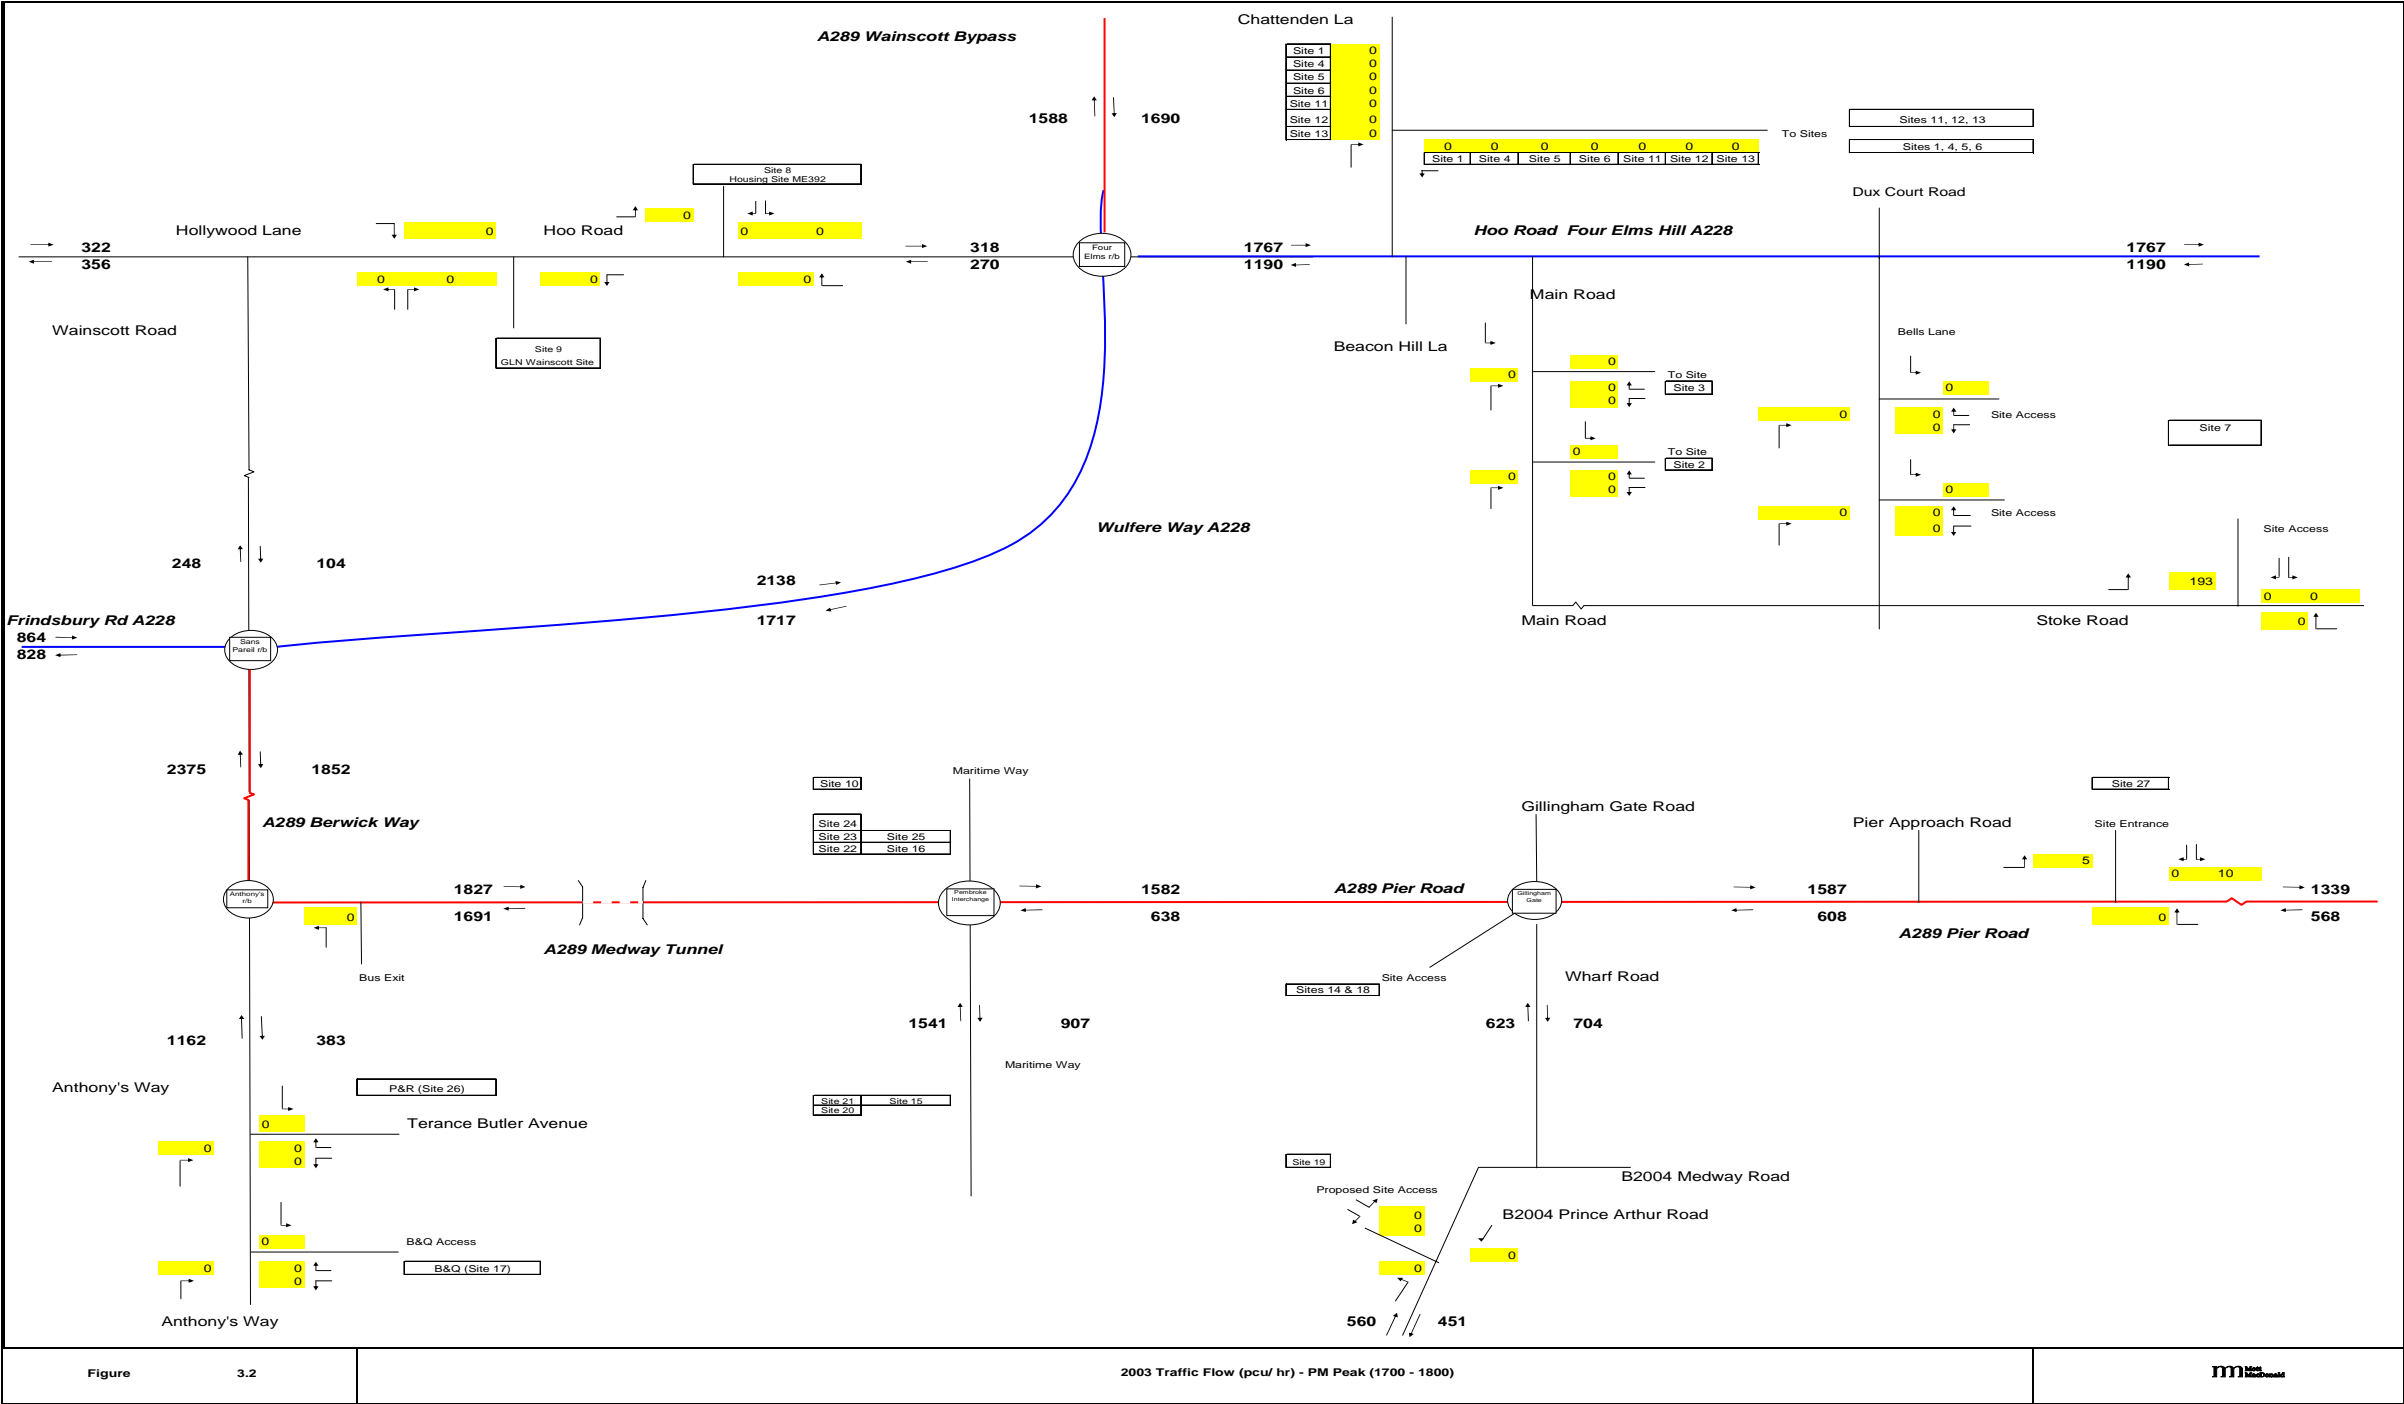 Chattenden La
A289 Wainscott Bypass
Site 1 0
Site 4 0
Site 5 0
Site 6 0
Site 11 0
Site 12 0
Site 13 0
1588 1690
Sites 11, 12, 13
To Sites
Sites 1, 4, 5, 6
0 0 0 0 0 0 0
Site 1 Site 4 Site 5 Site 6 Site 11 Site 12 Site 13
Site 8
Housing Site ME392
Dux Court Road
0
Hollywood Lane 0 Hoo Road 0 0
Hoo Road Four Elms Hill A228
322 318 1767 1767
356 270 1190 1190
Four
Elms r/b
0 0 0 0
Main Road
Wainscott Road
Bells Lane
Beacon Hill La
Site 9
GLN Wainscott Site
0
0 To Site
0 Site 3
0
0
0 0 Site Access
0
Site 7
0 To Site
Site 2
0 0
0
0
0 0 Site Access
0
Wulfere Way A228
Site Access
248 104
2138
193
0 0
1717
Frindsbury Rd A228
Main Road Stoke Road 0
864
828
Sans
Pareil r/b
2375 1852
Maritime Way
Site 10
Site 27
Gillingham Gate Road
A289 Berwick Way
Site 24
Site 23 Site 25
Site 22 Site 16
Pier Approach Road Site Entrance
5
0 10
Anthony's
r/b
1827 1582 A289 Pier Road 1587 1339
Pembroke
Interchange
Gillingham
Gate
0 1691 638 608 0 568
A289 Medway Tunnel
A289 Pier Road
Bus Exit
Site Access Wharf Road
Sites 14 & 18
1541 907 623 704
1162 383
Maritime Way
Anthony's Way P&R (Site 26)
Site 21 Site 15
Site 20
0 Terance Butler Avenue
0 0
0
Site 19
B2004 Medway Road
Proposed Site Access
0
0
B2004 Prince Arthur Road
0 B&Q Access
0
0 0 B&Q (Site 17)
0
0
Anthony's Way
560 451
Figure 3.2
2003 Traffic Flow (pcu/ hr) - PM Peak (1700 - 1800)
Mott
MacDonald